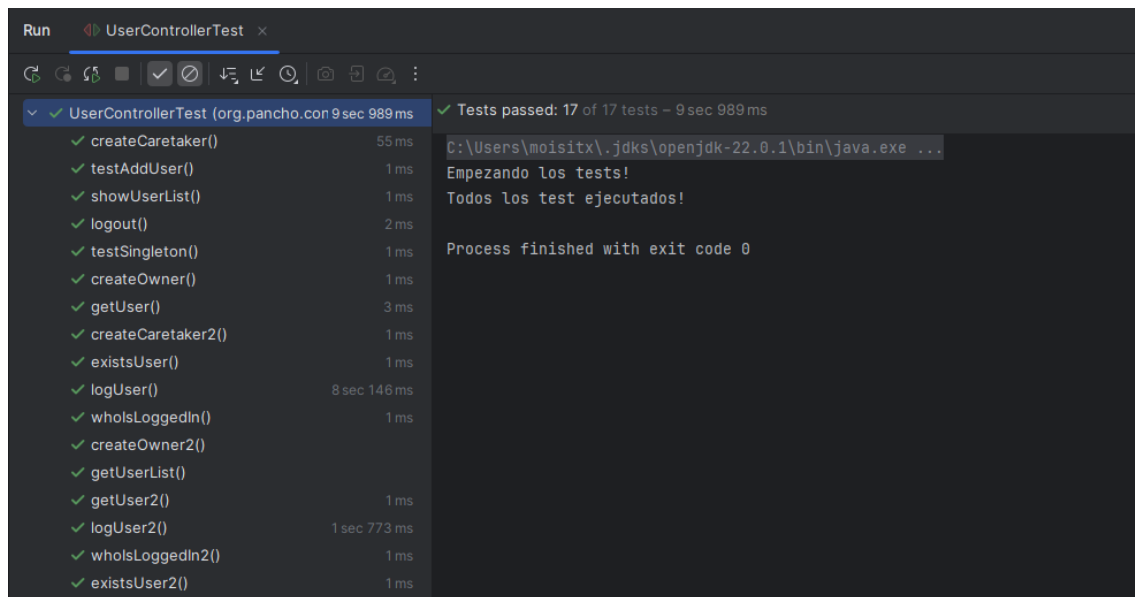 Run UserControllerTest ×
UserControllerTest (org.pancho.con 9 sec 989 ms
createCaretaker() 55 ms
testAddUser() 1 ms
showUserList() 1 ms
logout() 2 ms
testSingleton() 1 ms
createOwner() 1 ms
getUser() 3 ms
createCaretaker2() 1 ms
existsUser() 1 ms
logUser() 8 sec 146 ms
whoIsLoggedIn() 1 ms
createOwner2()
getUserList()
getUser2() 1 ms
logUser2() 1 sec 773 ms
whoIsLoggedIn2() 1 ms
existsUser2() 1 ms
Tests passed: 17 of 17 tests – 9 sec 989 ms
C:\Users\moisitx\.jdks\openjdk-22.0.1\bin\java.exe ...
Empezando los tests!
Todos los test ejecutados!
Process finished with exit code 0